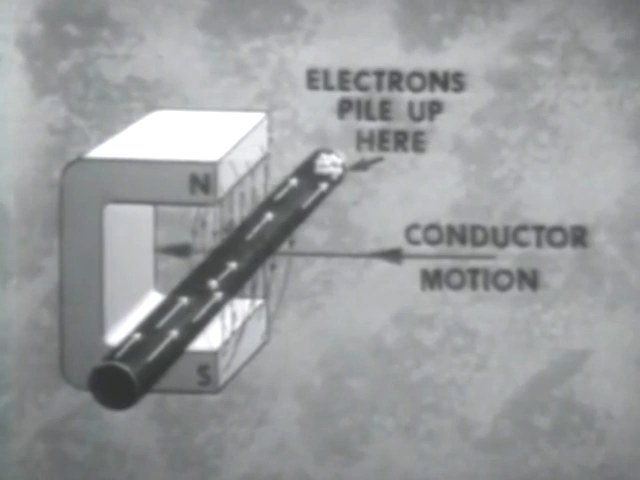 ELECTRONS
PILE UP
HERE
N
CONDUCTOR
MOTION
S